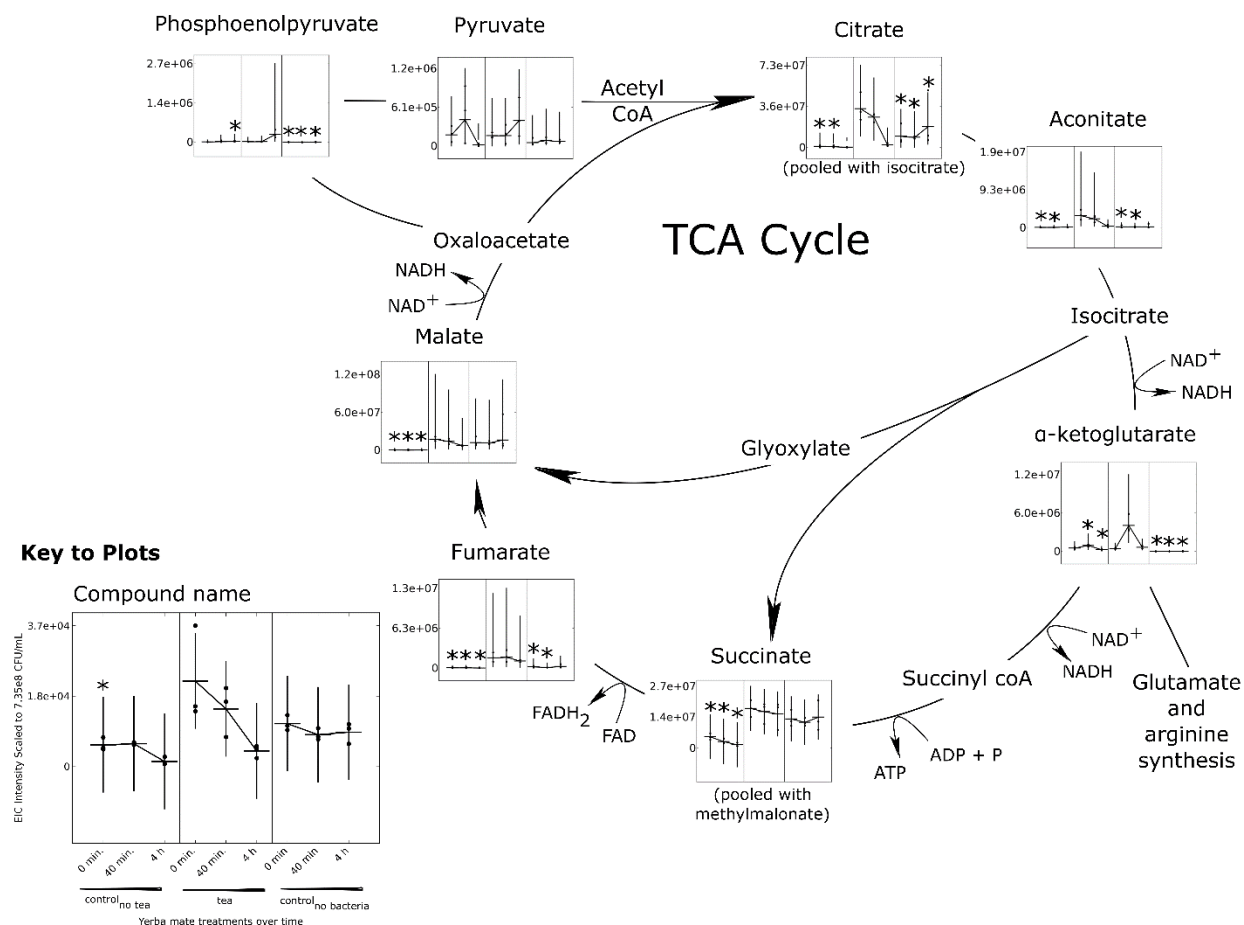 Phosphoenolpyruvate
2.7e+06
1.4e+06
0
*
***
Pyruvate
1.2e+06
6.1e+05
0
Acetyl
CoA
Citrate
7.3e+07
3.6e+07
0
**
* * *
(pooled with isocitrate)
Aconitate
1.9e+07
9.3e+06
0
**
**
TCA Cycle
Oxaloacetate
NADH
NAD+
Malate
1.2e+08
6.0e+07
0
***
Isocitrate
NAD+
NADH
Glyoxylate
α-ketoglutarate
1.2e+07
6.0e+06
0
* *
***
Fumarate
1.3e+07
6.3e+06
0
***
**
Succinate
2.7e+07
1.4e+07
0
***
(pooled with
methylmalonate)
FADH2
FAD
Succinyl coA
NAD+
NADH
ATP
ADP + P
Glutamate
and
arginine
synthesis
Key to Plots
Compound name
EIC Intensity Scaled to 7.35e8 CFU/mL
3.7e+04
1.8e+04
0
*
0 min.
40 min.
4 h
0 min.
40 min.
4 h
0 min
40 min.
4 h
control no tea
tea
control no bacteria
Yerba mate treatments over time